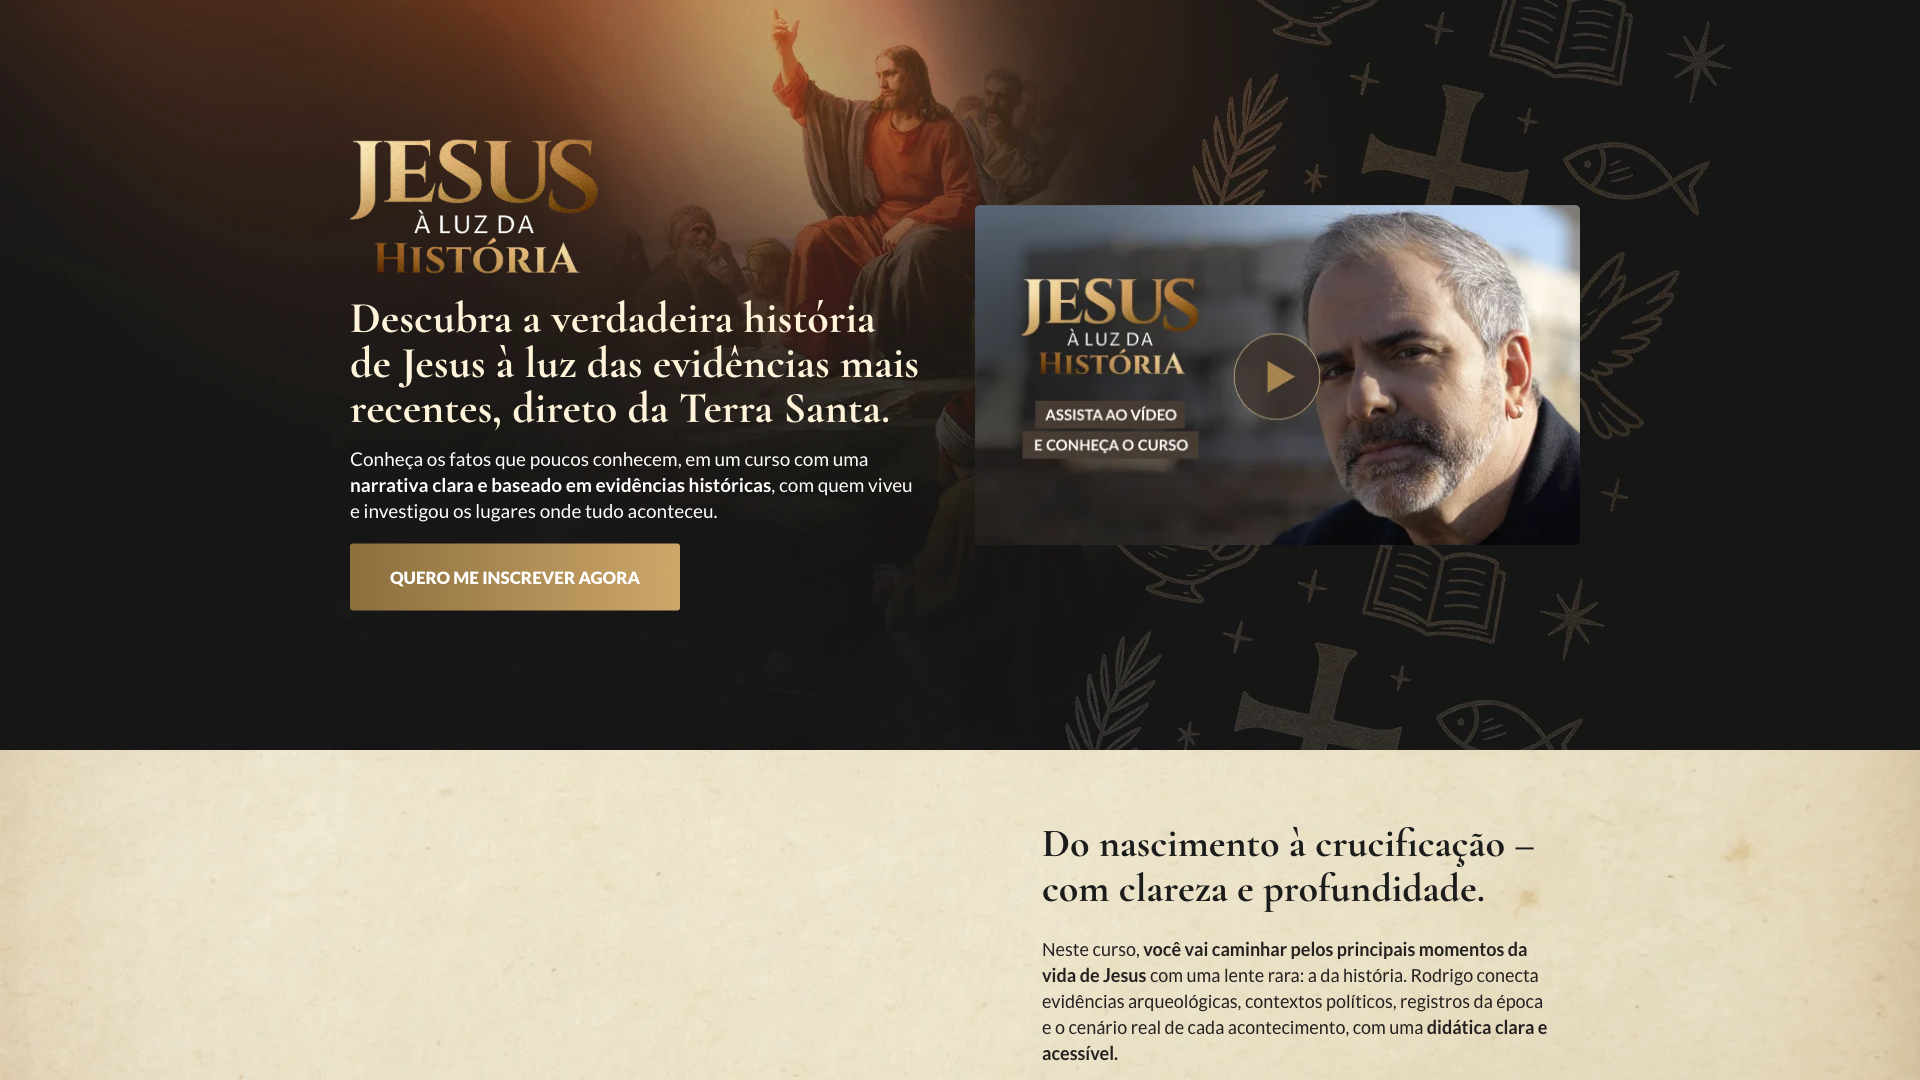 JESUS
À LUZ DA
HISTÓRIA
Descubra a verdadeira história
de Jesus à luz das evidências mais
recentes, direto da Terra Santa.
Conheça os fatos que poucos conhecem, em um curso com uma
narrativa clara e baseado em evidências históricas, com quem viveu
e investigou os lugares onde tudo aconteceu.
QUERO ME INSCREVER AGORA
JESUS
À LUZ DA
HISTÓRIA
ASSISTA AO VÍDEO
E CONHEÇA O CURSO
Do nascimento à crucificação –
com clareza e profundidade.
Neste curso, você vai caminhar pelos principais momentos da
vida de Jesus com uma lente rara: a da história. Rodrigo conecta
evidências arqueológicas, contextos políticos, registros da época
e o cenário real de cada acontecimento, com uma didática clara e
acessível.